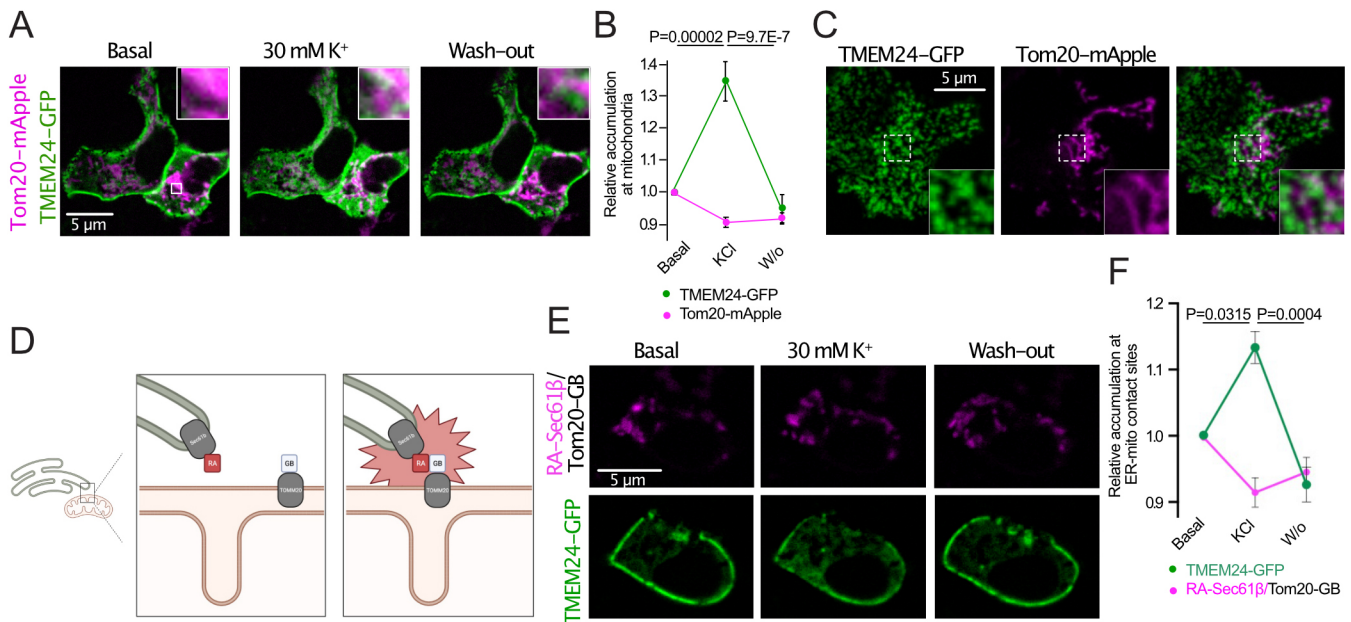 A
Basal
30 mM K⁺
Wash-out
Tom20-mApple
TMEM24-GFP
5 µm
B
P=0.00002 P=9.7E-7
Relative accumulation
at mitochondria
1.4
1.3
1.2
1.1
1.0
0.9
Basal
KCl
W/o
TMEM24-GFP
Tom20-mApple
C
TMEM24-GFP
Tom20-mApple
5 µm
D
Sec61b
RA
GB
TOMM20
Sec61b
RA
GB
TOMM20
E
Basal
30 mM K⁺
Wash-out
RA-Sec61β/
Tom20-GB
5 µm
TMEM24-GFP
F
P=0.0315 P=0.0004
Relative accumulation at
ER-mito contact sites
1.2
1.1
1.0
0.9
Basal
KCl
W/o
TMEM24-GFP
RA-Sec61β/Tom20-GB